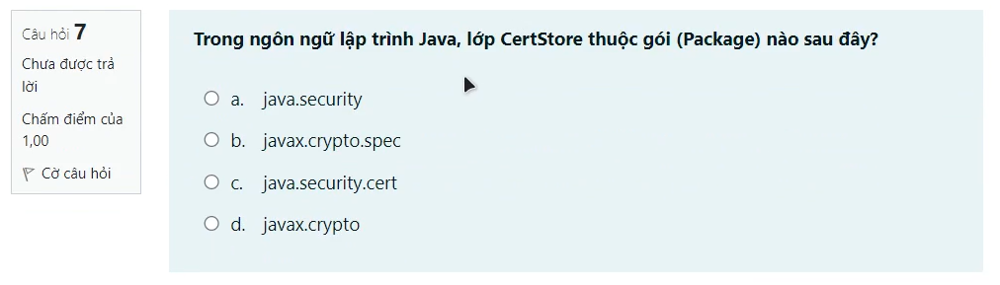 Câu hỏi 7
Chưa được trả
lời
Chấm điểm của
1,00
Cờ câu hỏi
Trong ngôn ngữ lập trình Java, lớp CertStore thuộc gói (Package) nào sau đây?
a. java.security
b. javax.crypto.spec
c. java.security.cert
d. javax.crypto